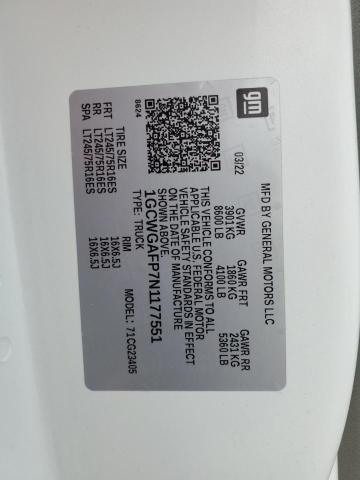 gm
MFD BY GENERAL MOTORS LLC
03/22
GVWR GAWR FRT GAWR RR
3901 KG 1860 KG 2431 KG
8600 LB 4100 LB 5360 LB
THIS VEHICLE CONFORMS TO ALL
APPLICABLE U.S. FEDERAL MOTOR
VEHICLE SAFETY STANDARDS IN EFFECT
ON THE DATE OF MANUFACTURE
SHOWN ABOVE.
1GCWGAFP7N1177551
TYPE: TRUCK MODEL: 71CG23405
8624
TIRE SIZE RIM
FRT LT245/75R16ES 16X6.5J
RR LT245/75R16ES 16X6.5J
SPA LT245/75R16ES 16X6.5J